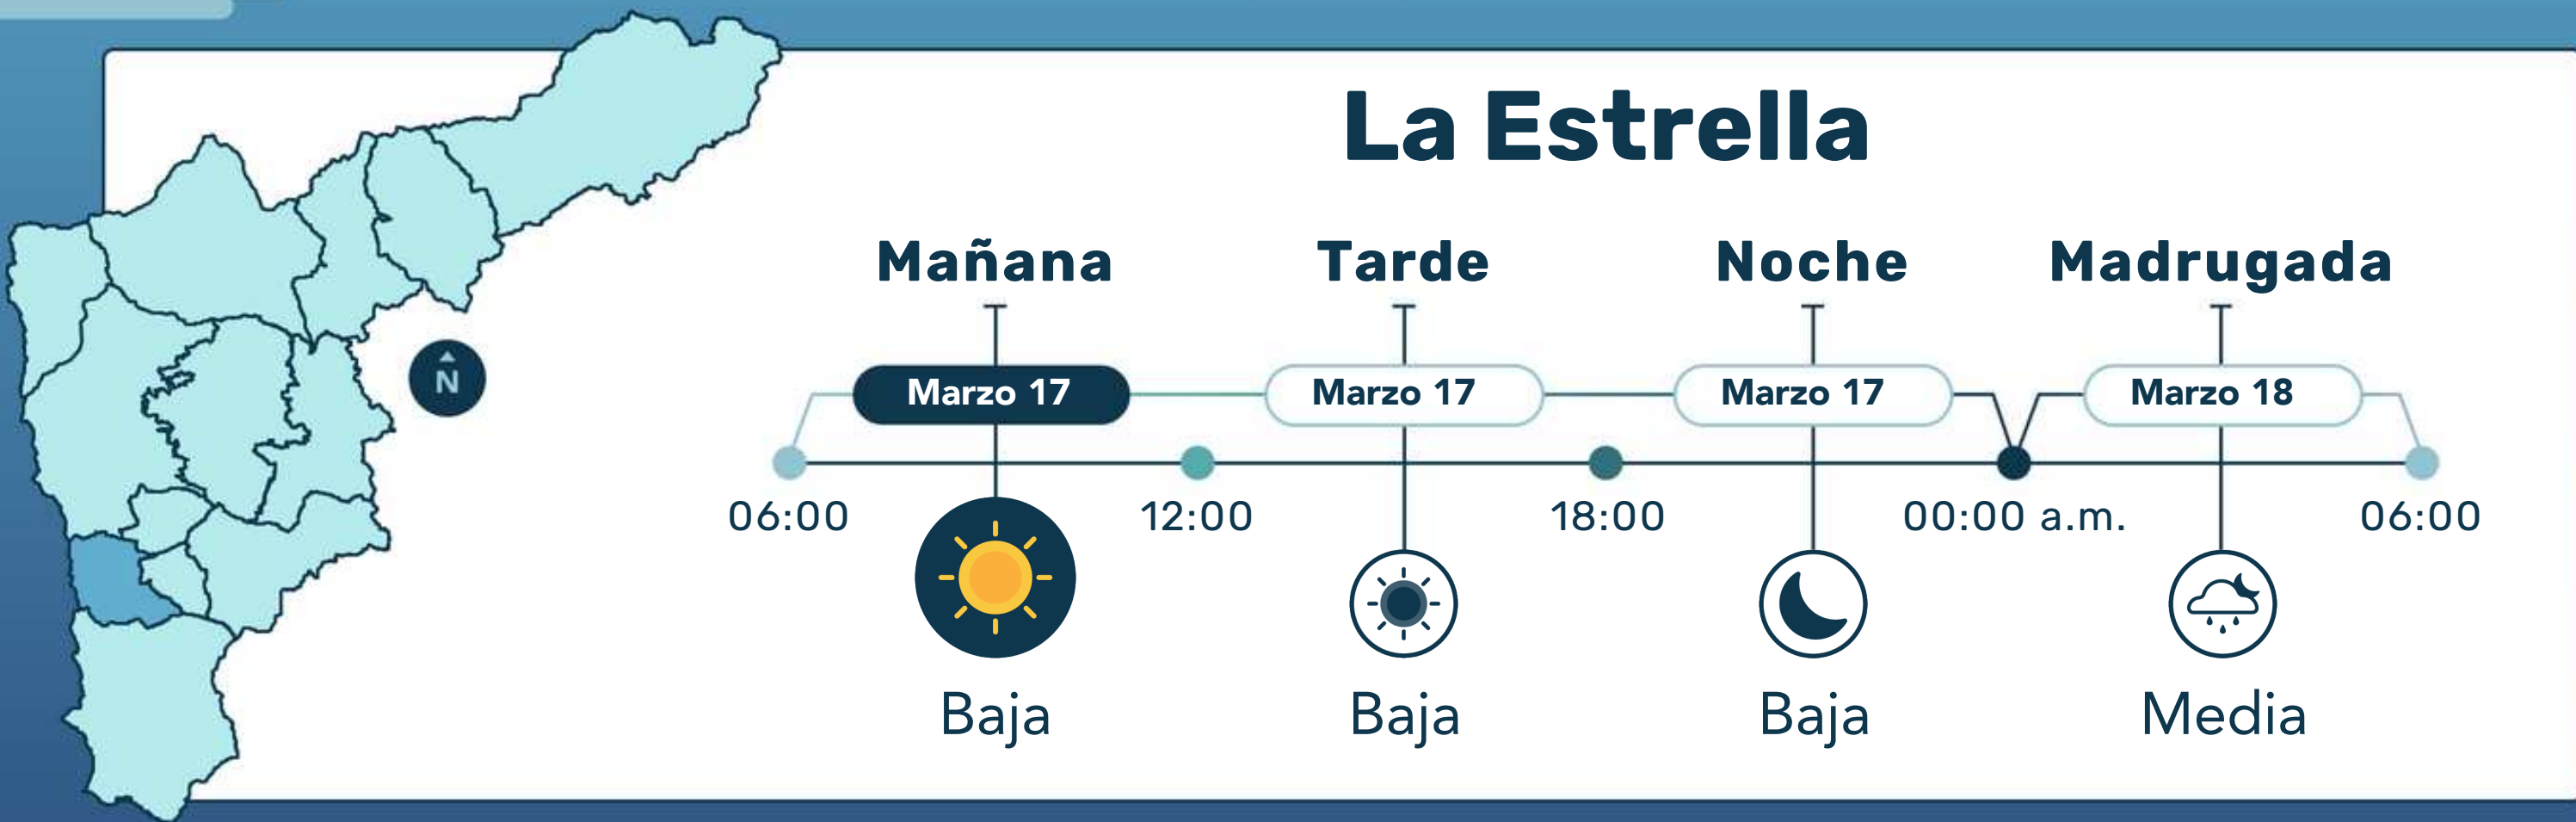 La Estrella
Mañana Tarde Noche Madrugada
Marzo 17 Marzo 17 Marzo 17 Marzo 18
N
06:00 12:00 18:00 00:00 a.m. 06:00
Baja Baja Baja Media